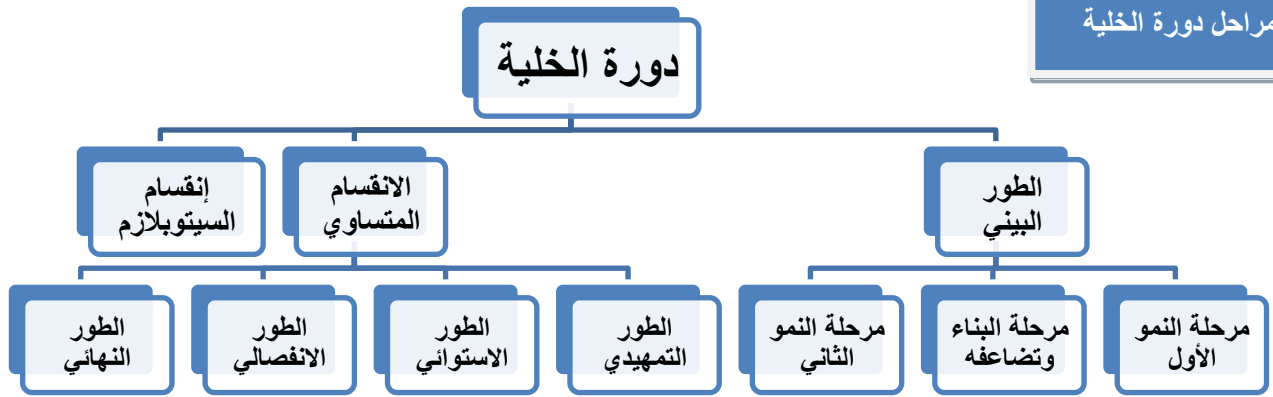 مراحل دورة الخلية
دورة الخلية
الطور
البيني
الانقسام
المتساوي
إنقسام
السيتوبلازم
مرحلة النمو
الأول
مرحلة البناء
وتضاعفه
مرحلة النمو
الثاني
الطور
التمهيدي
الطور
الاستوائي
الطور
الانفصالي
الطور
النهائي